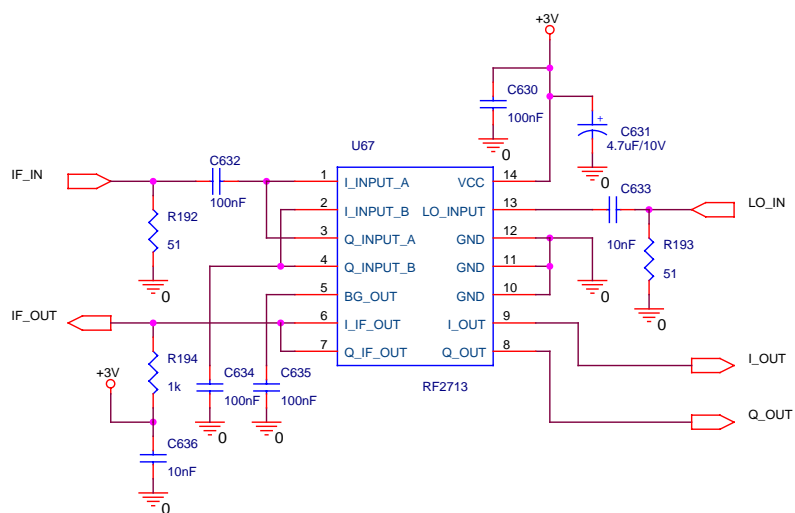 +3V
C630
100nF
0
+
C631
4.7uF/10V
0
U67
IF_IN
C632
100nF
1
I_INPUT_A
VCC
14
C633
10nF
LO_IN
2
I_INPUT_B
LO_INPUT
13
R192
51
0
3
Q_INPUT_A
GND
12
R193
51
0
0
4
Q_INPUT_B
GND
11
5
BG_OUT
GND
10
IF_OUT
6
I_IF_OUT
I_OUT
9
7
Q_IF_OUT
Q_OUT
8
RF2713
R194
1k
+3V
C634
100nF
0
C635
100nF
0
I_OUT
Q_OUT
C636
10nF
0